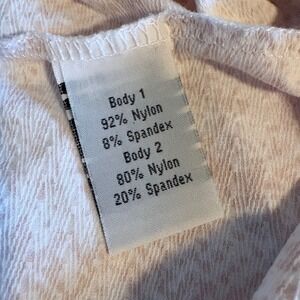 Body 1
92% Nylon
8% Spandex
Body 2
80% Nylon
20% Spandex